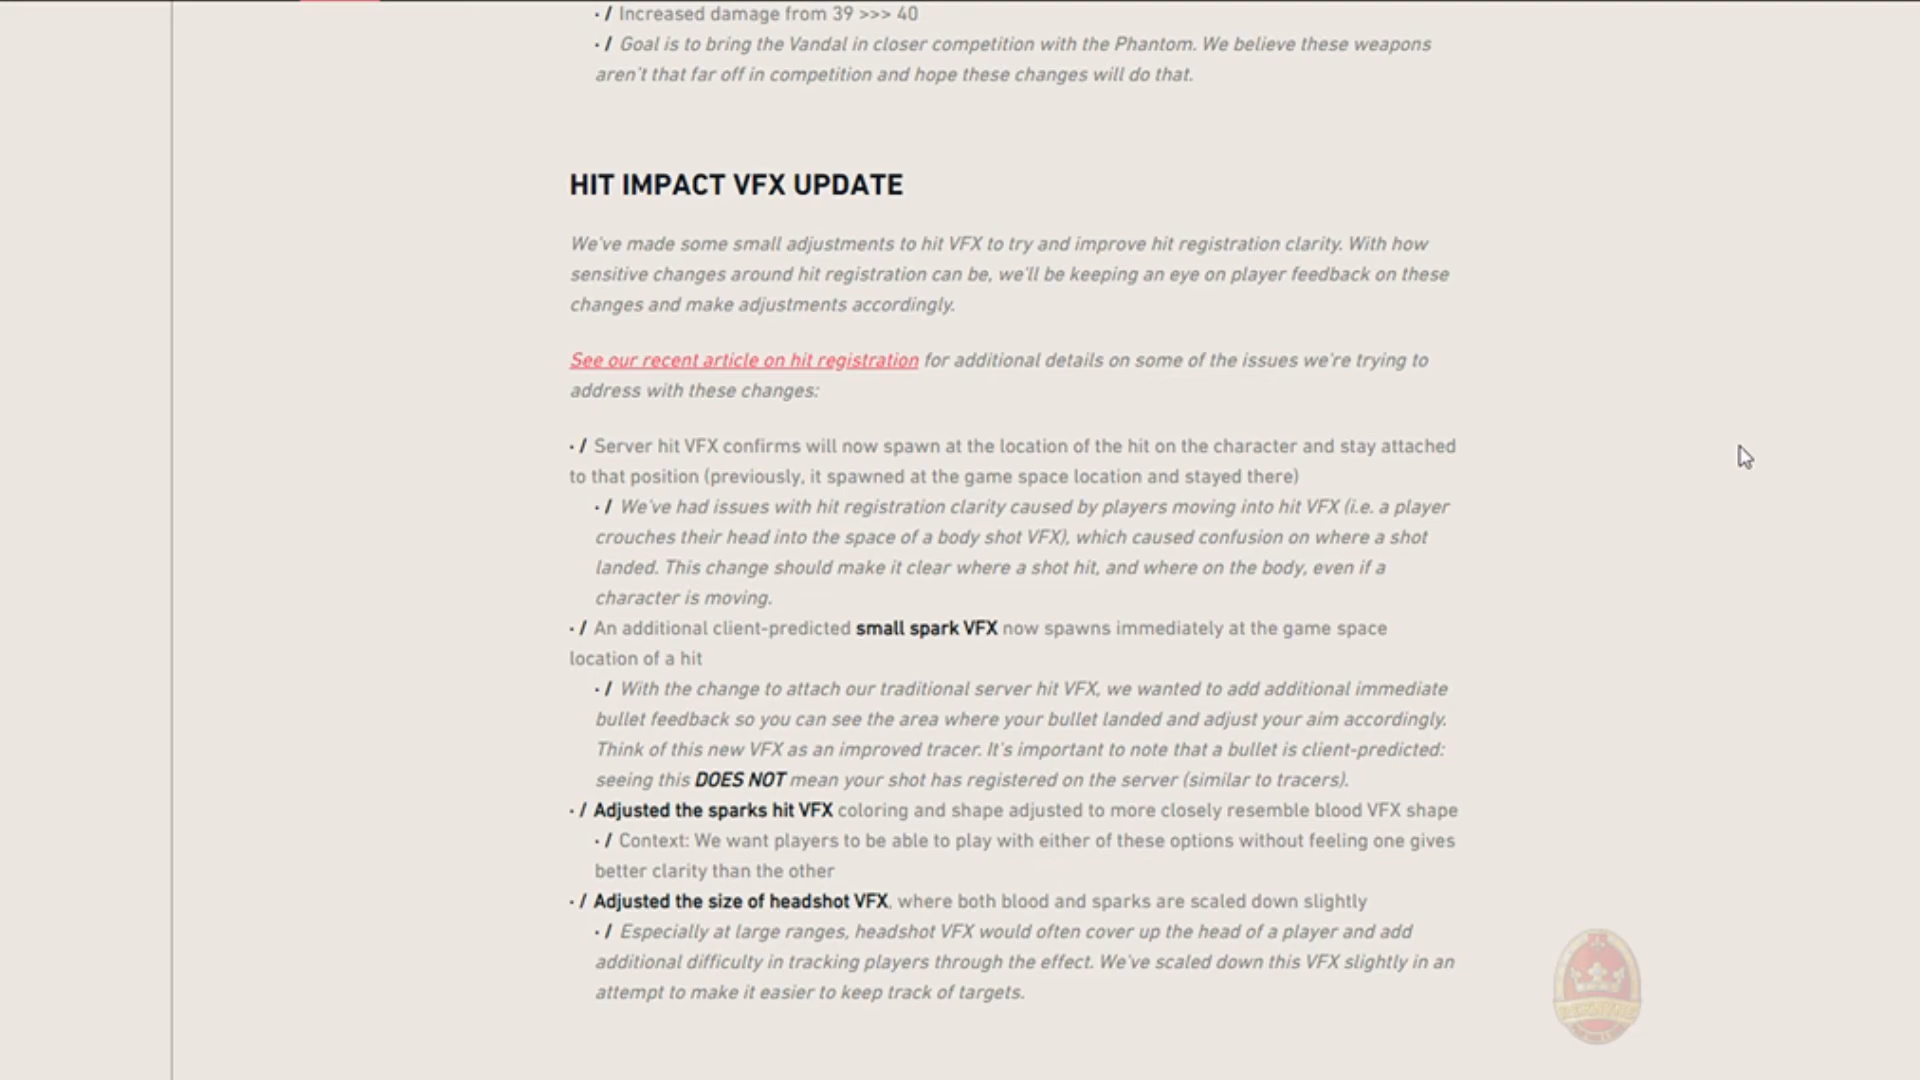 · / Increased damage from 39 >>> 40
· / Goal is to bring the Vandal in closer competition with the Phantom. We believe these weapons
aren't that far off in competition and hope these changes will do that.
HIT IMPACT VFX UPDATE
We've made some small adjustments to hit VFX to try and improve hit registration clarity. With how
sensitive changes around hit registration can be, we'll be keeping an eye on player feedback on these
changes and make adjustments accordingly.
See our recent article on hit registration for additional details on some of the issues we're trying to
address with these changes:
· / Server hit VFX confirms will now spawn at the location of the hit on the character and stay attached
to that position (previously, it spawned at the game space location and stayed there)
· / We've had issues with hit registration clarity caused by players moving into hit VFX (i.e. a player
crouches their head into the space of a body shot VFX), which caused confusion on where a shot
landed. This change should make it clear where a shot hit, and where on the body, even if a
character is moving.
· / An additional client-predicted small spark VFX now spawns immediately at the game space
location of a hit
· / With the change to attach our traditional server hit VFX, we wanted to add additional immediate
bullet feedback so you can see the area where your bullet landed and adjust your aim accordingly.
Think of this new VFX as an improved tracer. It's important to note that a bullet is client-predicted:
seeing this DOES NOT mean your shot has registered on the server (similar to tracers).
· / Adjusted the sparks hit VFX coloring and shape adjusted to more closely resemble blood VFX shape
· / Context: We want players to be able to play with either of these options without feeling one gives
better clarity than the other
· / Adjusted the size of headshot VFX, where both blood and sparks are scaled down slightly
· / Especially at large ranges, headshot VFX would often cover up the head of a player and add
additional difficulty in tracking players through the effect. We've scaled down this VFX slightly in an
attempt to make it easier to keep track of targets.